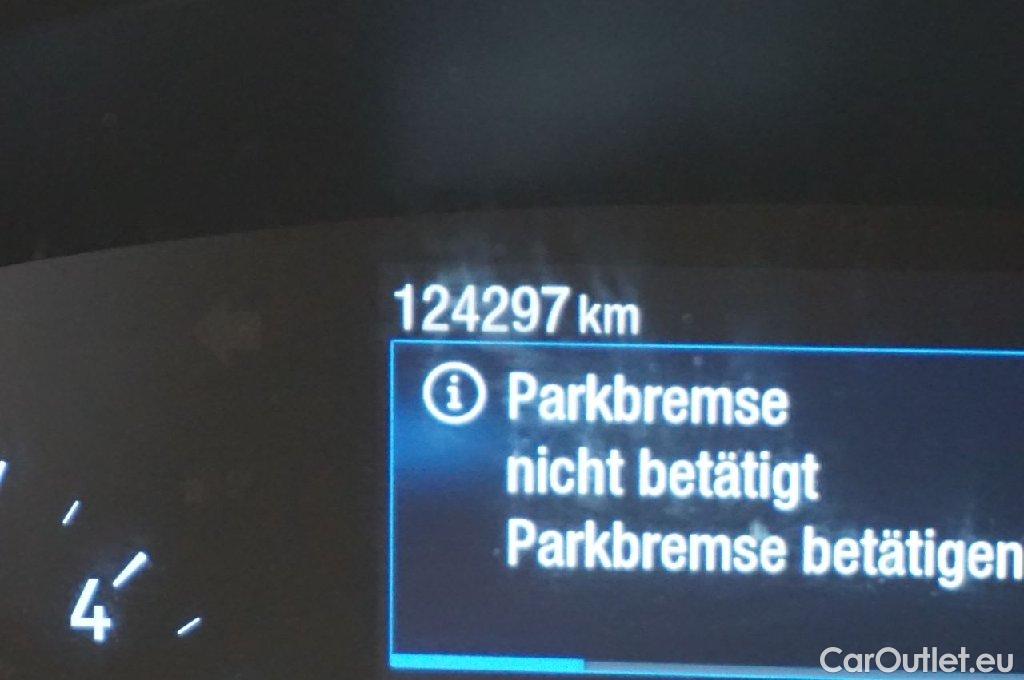 124297 km
Parkbremse
nicht betätigt
Parkbremse betätigen
4
CarOutlet.eu